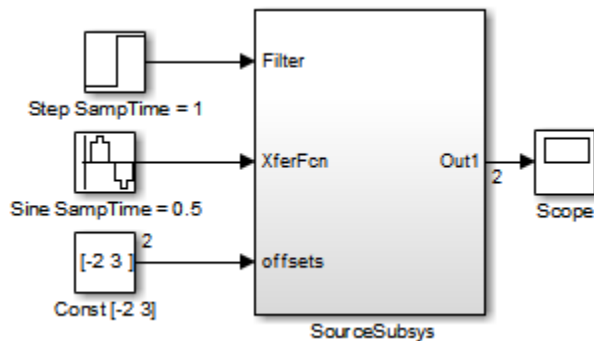 Filter
Step SampTime = 1
XferFcn
Out1
2
Sine SampTime = 0.5
Scope
2
[-2 3 ]
offsets
Const [-2 3]
SourceSubsys